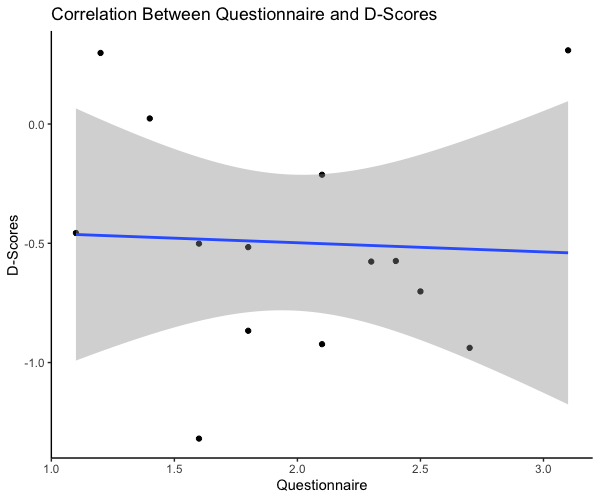 Correlation Between Questionnaire and D-Scores
0.0
-0.5
-1.0
D-Scores
1.0 1.5 2.0 2.5 3.0
Questionnaire